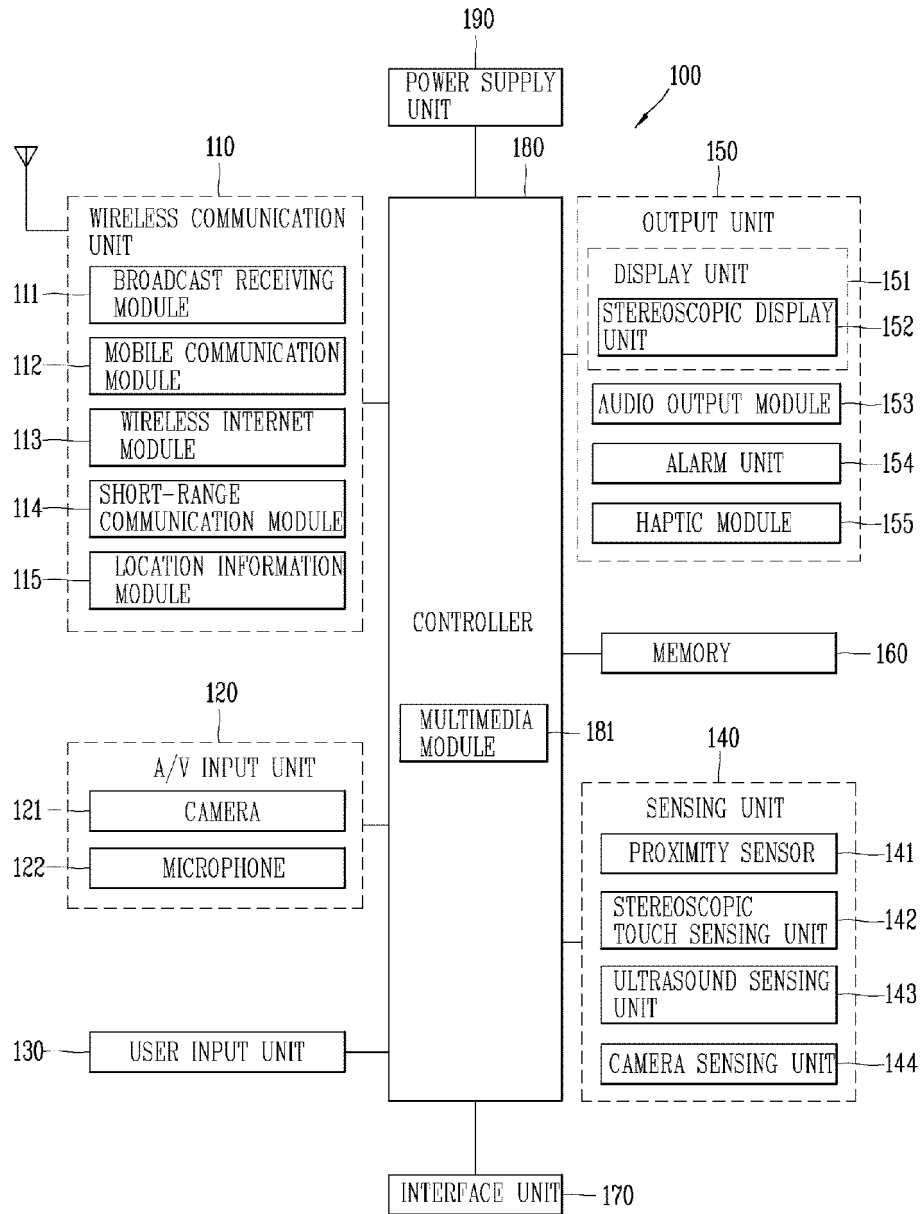 190
POWER SUPPLY
UNIT
100
110
180
150
WIRELESS COMMUNICATION
UNIT
111
BROADCAST RECEIVING
MODULE
112
MOBILE COMMUNICATION
MODULE
113
WIRELESS INTERNET
MODULE
114
SHORT-RANGE
COMMUNICATION MODULE
115
LOCATION INFORMATION
MODULE
OUTPUT UNIT
DISPLAY UNIT
151
STEREOSCOPIC DISPLAY
UNIT
152
AUDIO OUTPUT MODULE
153
ALARM UNIT
154
HAPTIC MODULE
155
CONTROLLER
MEMORY
160
MULTIMEDIA
MODULE
181
120
A/V INPUT UNIT
121
CAMERA
122
MICROPHONE
140
SENSING UNIT
PROXIMITY SENSOR
141
STEREOSCOPIC
TOUCH SENSING UNIT
142
ULTRASOUND SENSING
UNIT
143
CAMERA SENSING UNIT
144
130
USER INPUT UNIT
INTERFACE UNIT
170